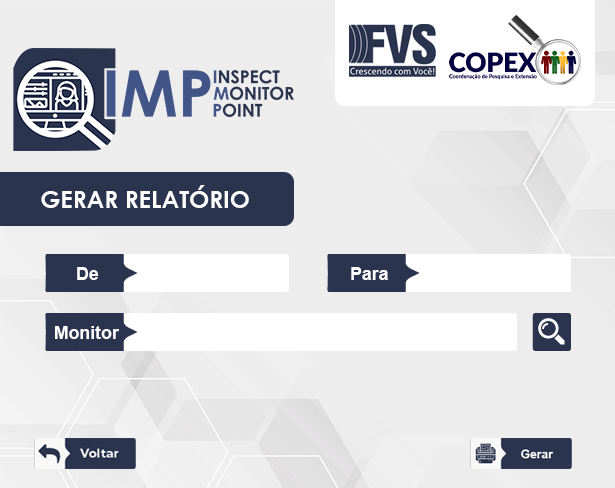 IMP INSPECT
MONITOR
POINT
FVS
Crescendo com Você!
COPEX
Coordenação de Pesquisa e Extensão
GERAR RELATÓRIO
De
Para
Monitor
Voltar
Gerar